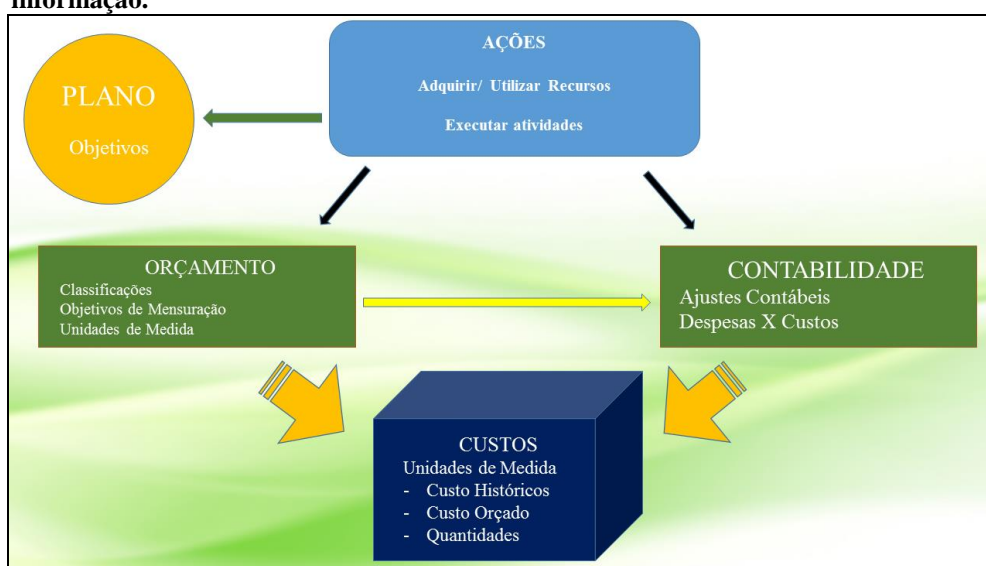 informação.
AÇÕES
PLANO
Adquirir/ Utilizar Recursos
Executar atividades
Objetivos
ORÇAMENTO
Classificações
Objetivos de Mensuração
Unidades de Medida
CONTABILIDADE
Ajustes Contábeis
Despesas X Custos
CUSTOS
Unidades de Medida
- Custo Históricos
- Custo Orçado
- Quantidades